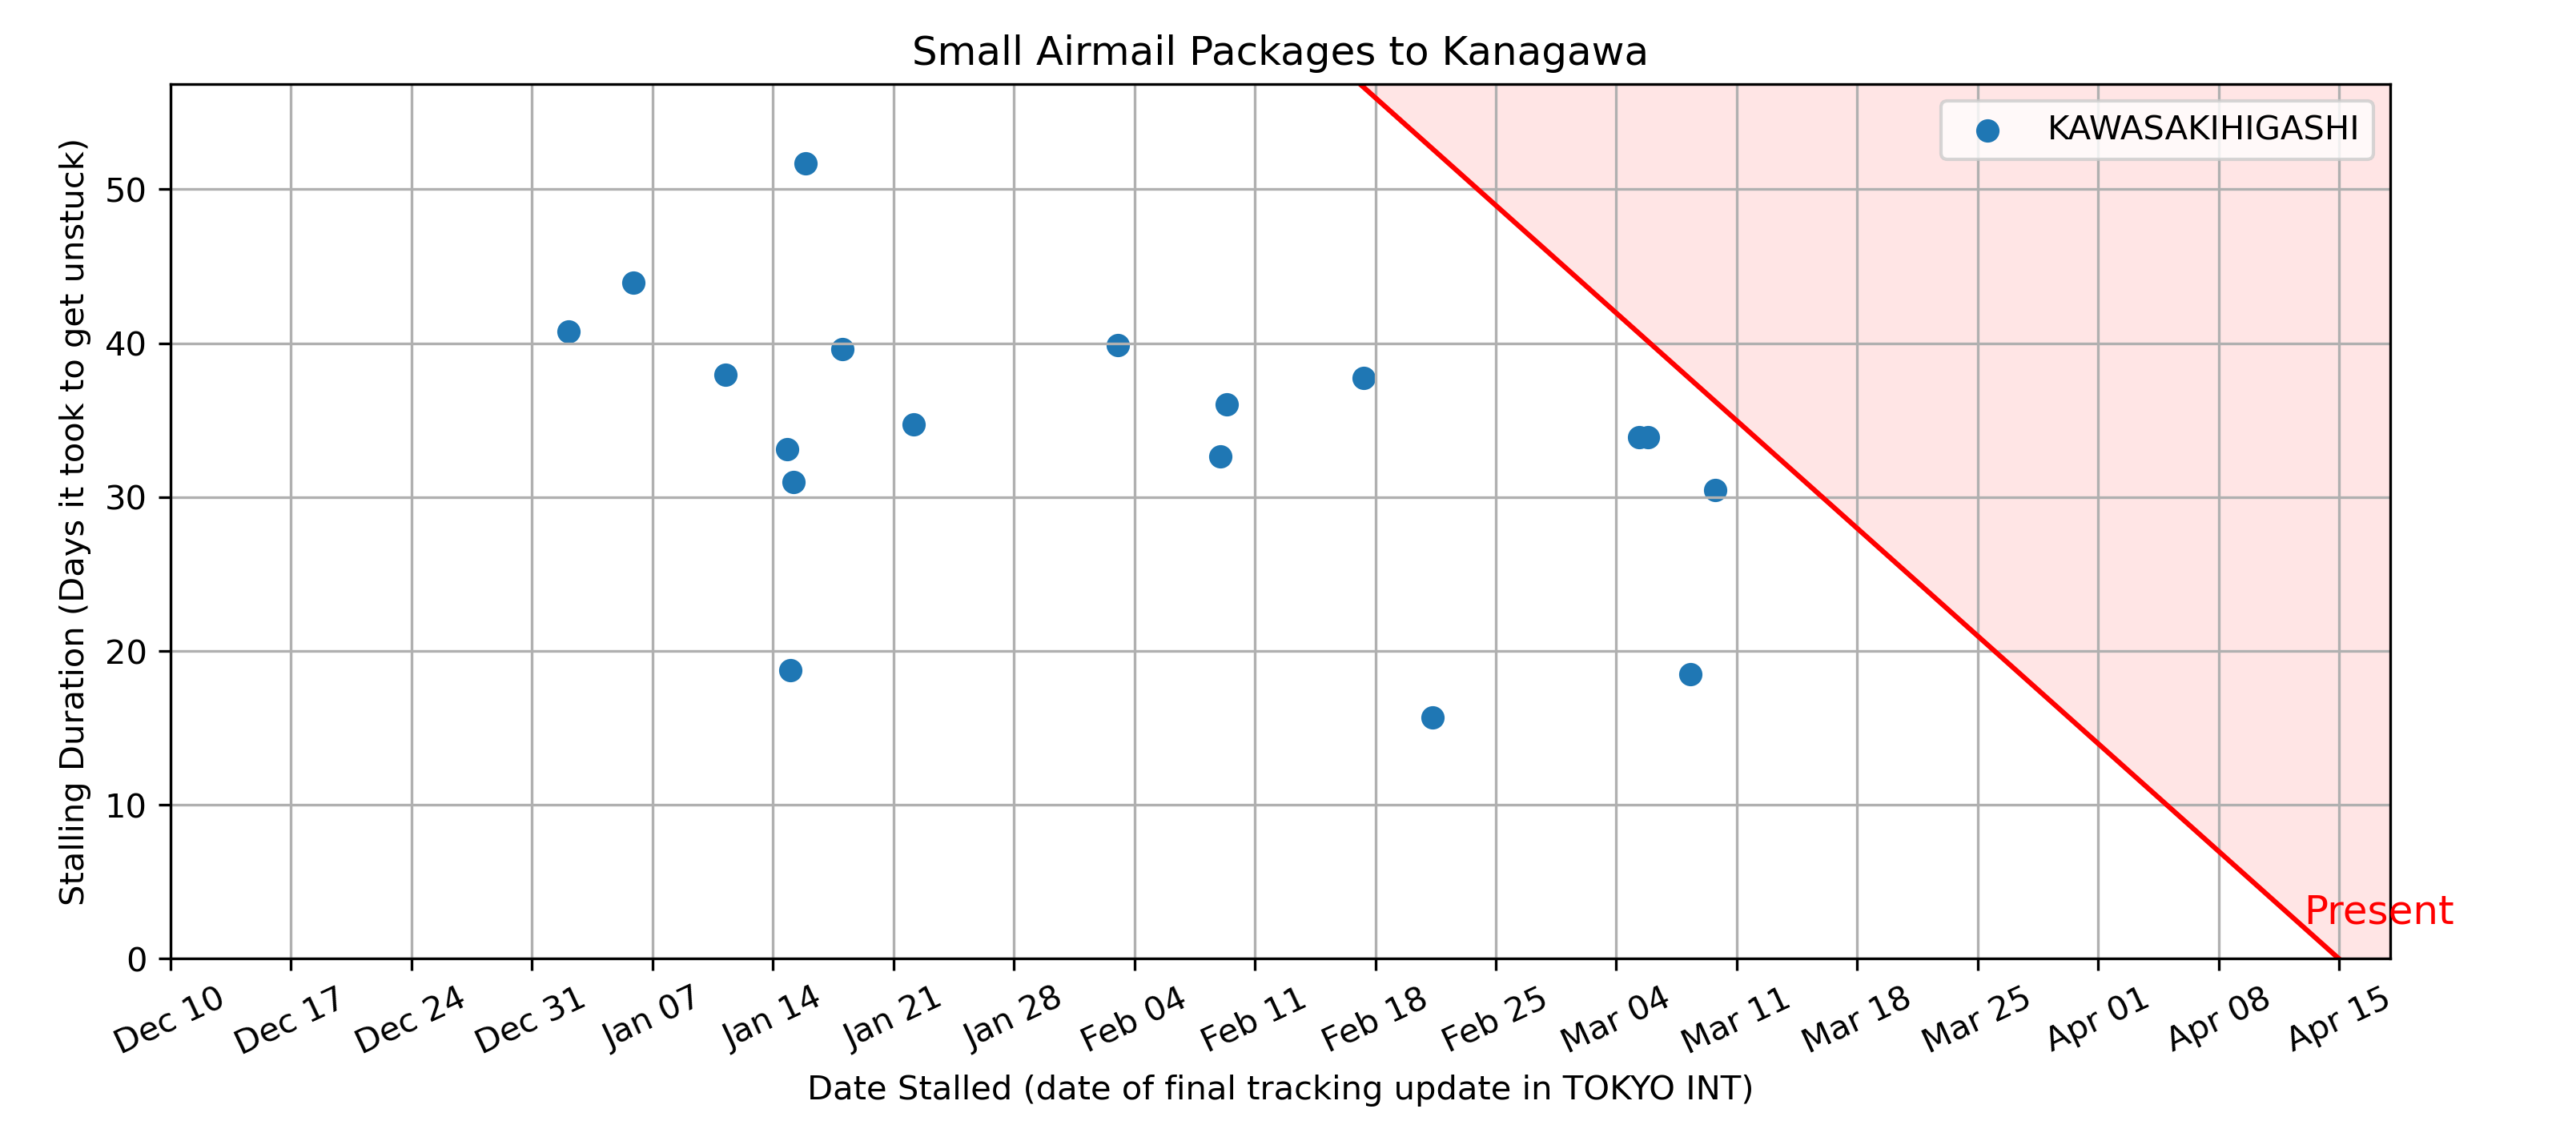 Small Airmail Packages to Kanagawa
KAWASAKIHIGASHI
Stalling Duration (Days it took to get unstuck)
50
40
30
20
10
0
Present
Dec 10
Dec 17
Dec 24
Dec 31
Jan 07
Jan 14
Jan 21
Jan 28
Feb 04
Feb 11
Feb 18
Feb 25
Mar 04
Mar 11
Mar 18
Mar 25
Apr 01
Apr 08
Apr 15
Date Stalled (date of final tracking update in TOKYO INT)